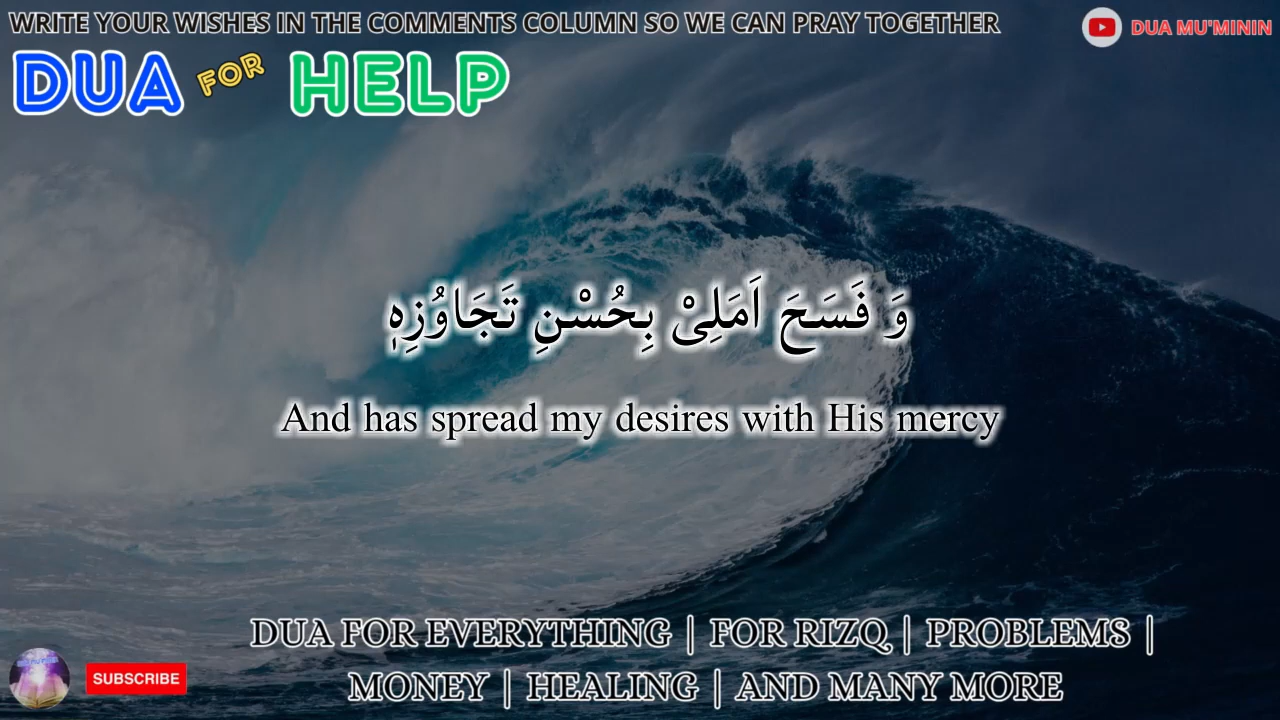 WRITE YOUR WISHES IN THE COMMENTS COLUMN SO WE CAN PRAY TOGETHER
DUA MU'MININ
DUA FOR HELP
وَ فَسَحَ اَمَلِىْ بِحُسْنِ تَجَاوُزِهٖ
And has spread my desires with His mercy
DUA FOR EVERYTHING | FOR RIZQ | PROBLEMS |
MONEY | HEALING | AND MANY MORE
SUBSCRIBE